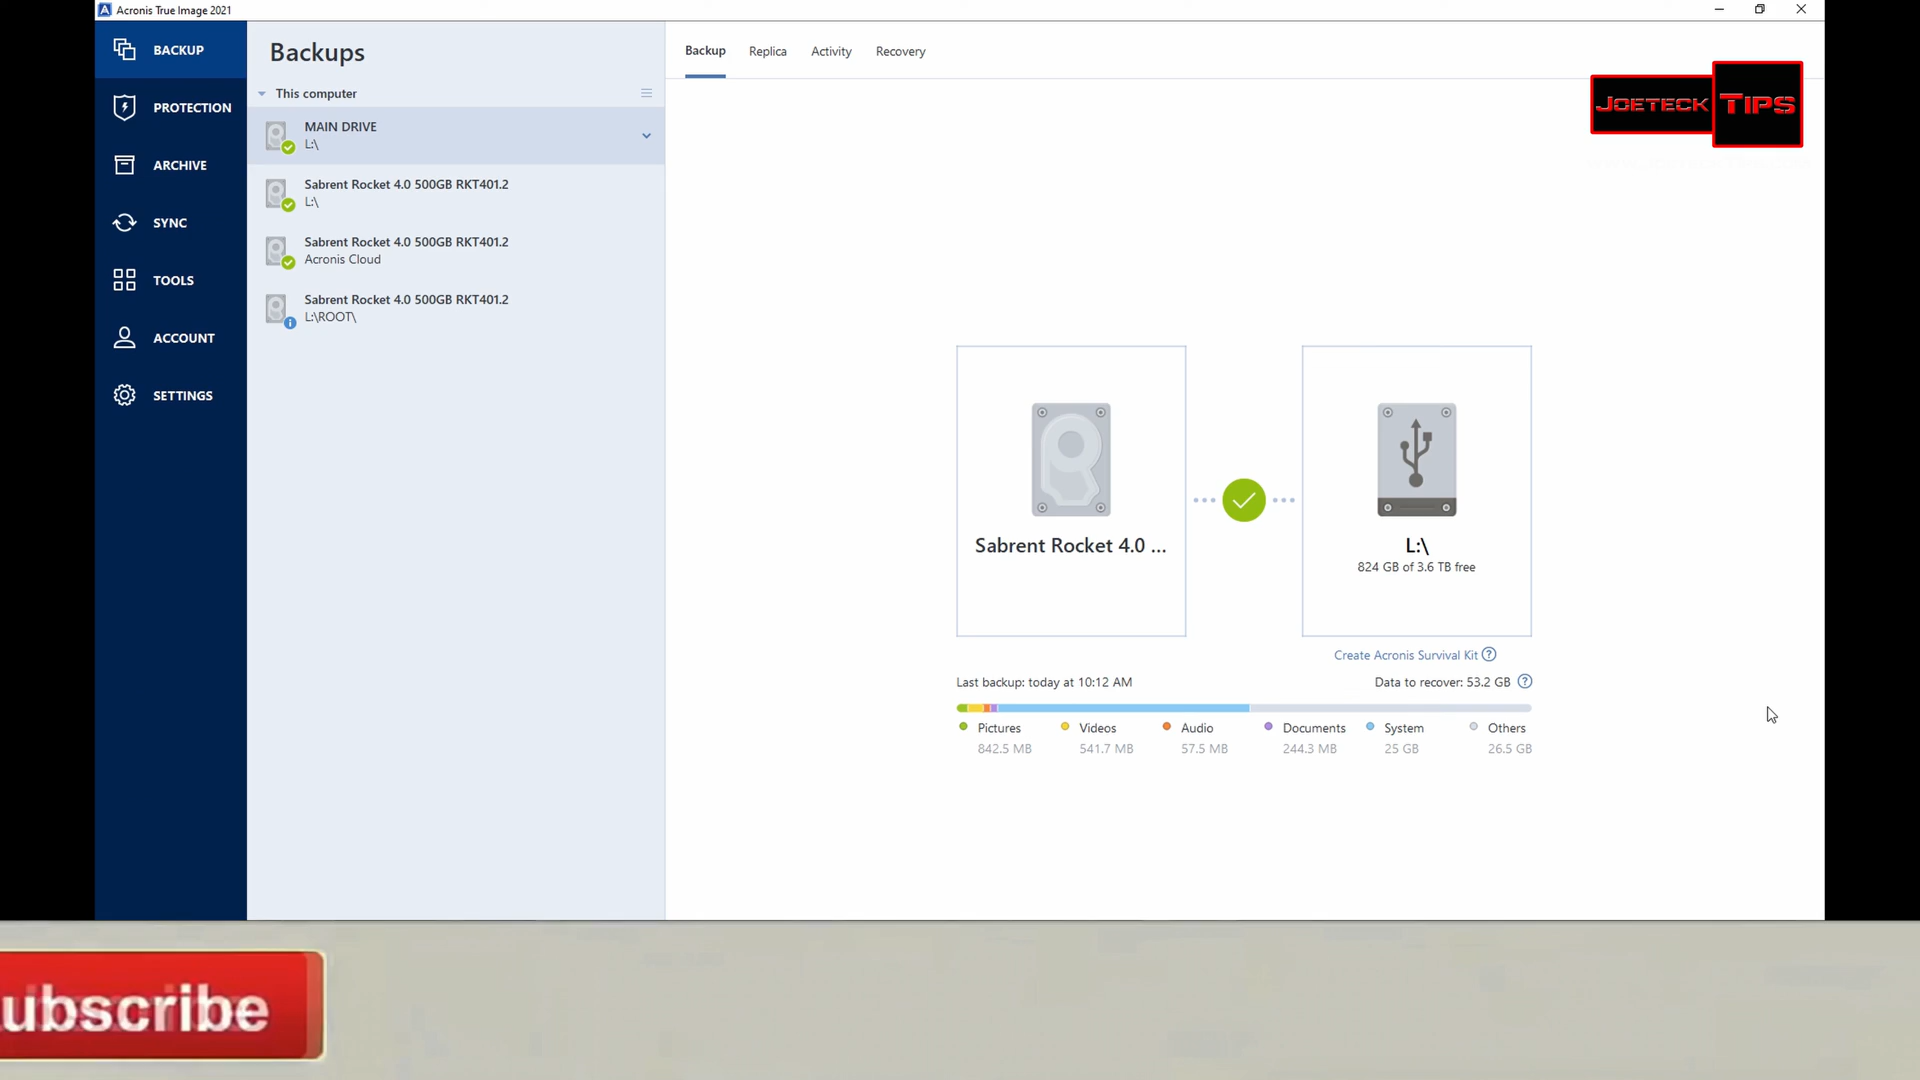 Acronis True Image 2021
BACKUP
PROTECTION
ARCHIVE
SYNC
TOOLS
ACCOUNT
SETTINGS
Backups
This computer
MAIN DRIVE
L:\
Sabrent Rocket 4.0 500GB RKT401.2
L:\
Sabrent Rocket 4.0 500GB RKT401.2
Acronis Cloud
Sabrent Rocket 4.0 500GB RKT401.2
L:\ROOT\
Backup Replica Activity Recovery
JOETECK TIPS
Sabrent Rocket 4.0 ...
L:\
824 GB of 3.6 TB free
Create Acronis Survival Kit ?
Last backup: today at 10:12 AM Data to recover: 53.2 GB ?
Pictures Videos Audio Documents System Others
842.5 MB 541.7 MB 57.5 MB 244.3 MB 25 GB 26.5 GB
ubscribe